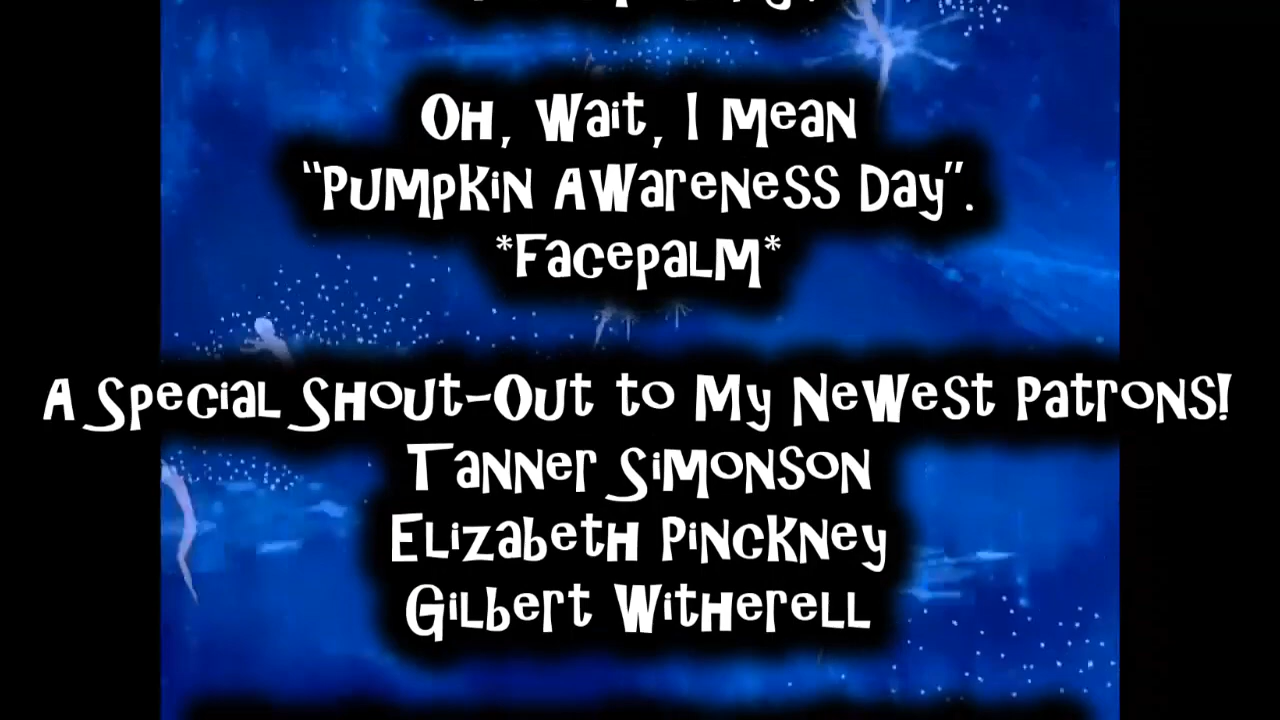 Oh, Wait, I Mean
“Pumpkin Awareness Day”.
*Facepalm*
A Special Shout-Out to My Newest Patrons!
Tanner Simonson
Elizabeth Pinckney
Gilbert Witherell